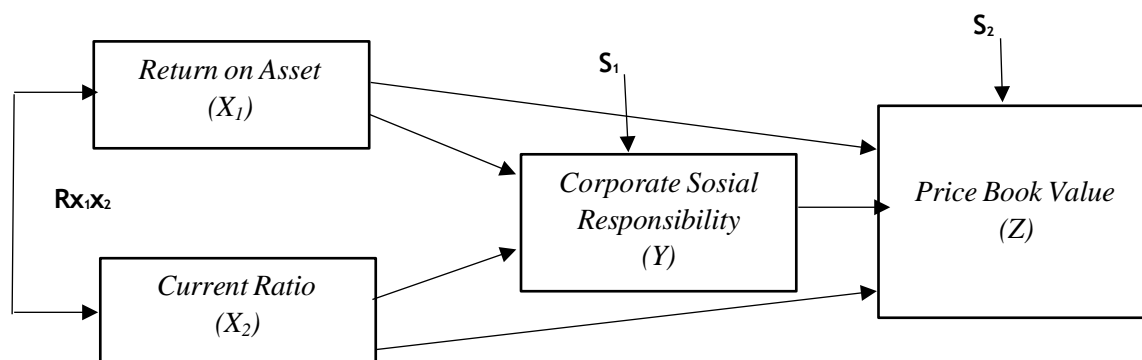 S₂
Return on Asset
(X₁)
S₁
Rx₁x₂
Corporate Sosial
Responsibility
(Y)
Price Book Value
(Z)
Current Ratio
(X₂)